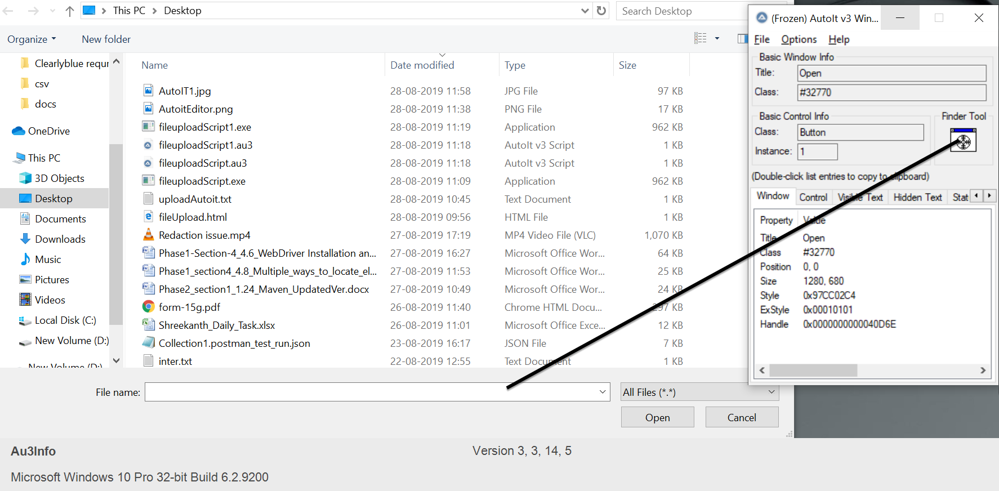 This PC > Desktop
Search Desktop
Organize
New folder
Clearlyblue requr
csv
docs
OneDrive
This PC
3D Objects
Desktop
Documents
Downloads
Music
Pictures
Videos
Local Disk (C:)
New Volume (D:)
New Volume (D:)
Name Date modified Type Size
AutoIT1.jpg 28-08-2019 11:58 JPG File 97 KB
AutoitEditor.png 28-08-2019 11:38 PNG File 17 KB
fileuploadScript1.exe 28-08-2019 11:19 Application 962 KB
fileuploadScript1.au3 28-08-2019 11:18 AutoIt v3 Script 1 KB
fileuploadScript.au3 28-08-2019 11:18 AutoIt v3 Script 1 KB
fileuploadScript.exe 28-08-2019 11:09 Application 962 KB
uploadAutoit.txt 28-08-2019 10:45 Text Document 1 KB
fileUpload.html 28-08-2019 09:56 HTML File 1 KB
Redaction issue.mp4 27-08-2019 17:19 MP4 Video File (VLC) 1,070 KB
Phase1-Section-4_4.6_WebDriver Installation an... 27-08-2019 16:27 Microsoft Office Wor... 64 KB
Phase1_section4_4.8_Multiple_ways_to_locate_el... 27-08-2019 11:53 Microsoft Office Wor... 25 KB
Phase2_section1_1.24_Maven_UpdatedVer.docx 27-08-2019 10:49 Microsoft Office Wor... 24 KB
form-15g.pdf 26-08-2019 11:40 Chrome HTML Docu... 297 KB
Shreekanth_Daily_Task.xlsx 26-08-2019 11:01 Microsoft Office Exce... 12 KB
Collection1.postman_test_run.json 23-08-2019 16:17 JSON File 7 KB
inter.txt 22-08-2019 12:55 Text Document 1 KB
File name:
All Files (*.*)
Open Cancel
(Frozen) AutoIt v3 Win...
File Options Help
Basic Window Info
Title: Open
Class: #32770
Basic Control Info
Class: Button
Instance: 1
Finder Tool
(Double-click list entries to copy to clipboard)
Window Control Visible Text Hidden Text Stat
Property Value
Title Open
Class #32770
Position 0, 0
Size 1280, 680
Style 0x97CC02C4
ExStyle 0x00010101
Handle 0x0000000000040D6E
Au3Info Version 3, 3, 14, 5
Microsoft Windows 10 Pro 32-bit Build 6.2.9200